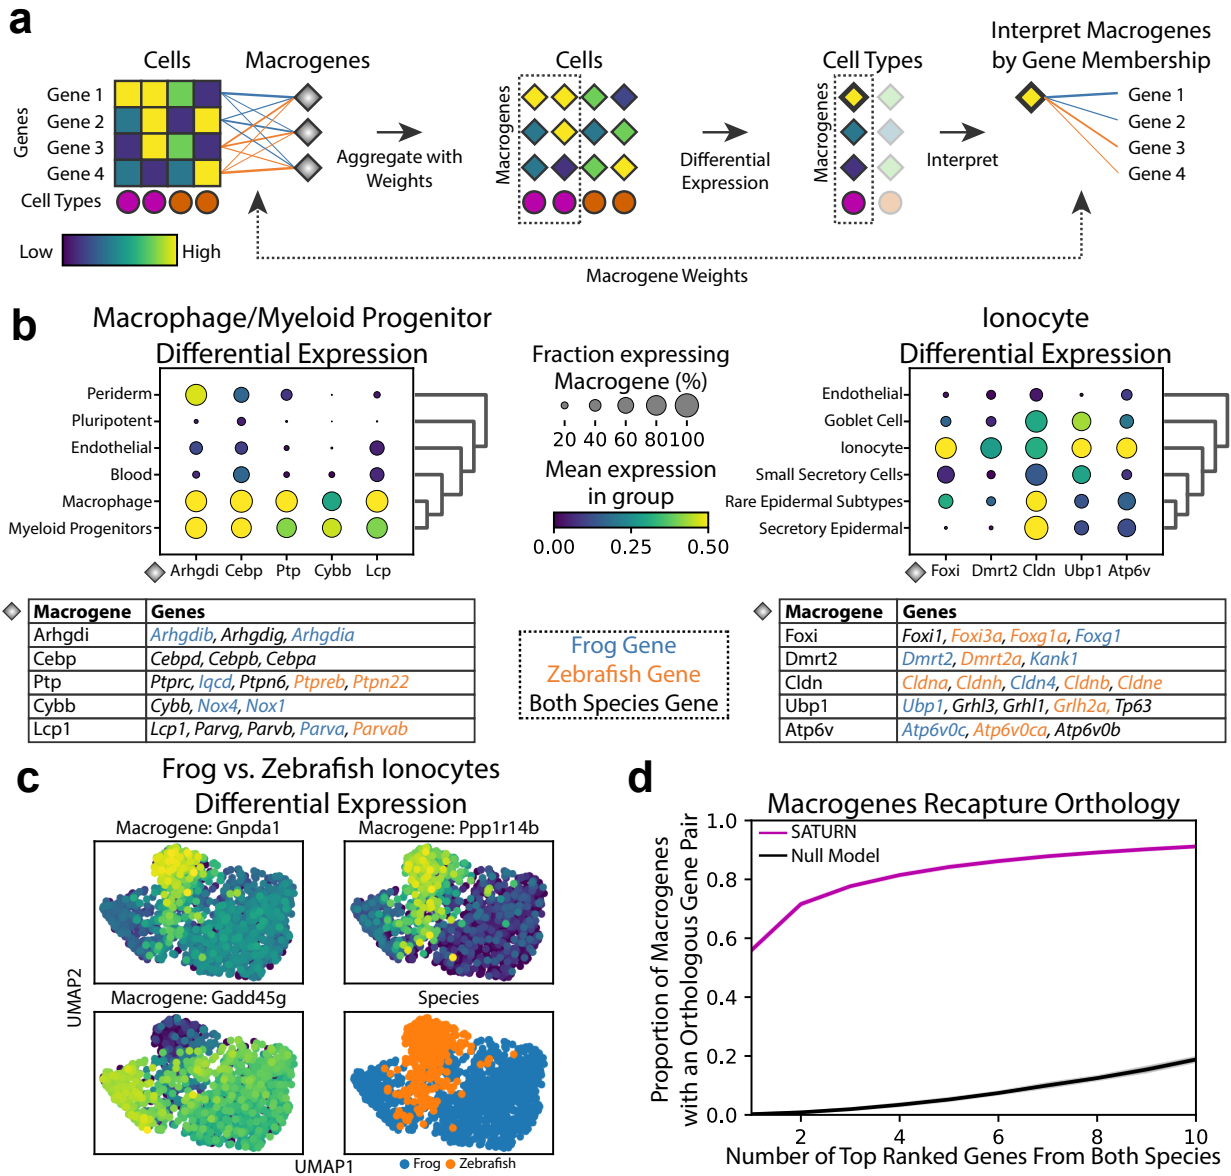 a
Cells
Macrogenes
Cells
Cell Types
Interpret Macrogenes
by Gene Membership
Genes
Gene 1
Gene 2
Gene 3
Gene 4
Cell Types
Low
High
Aggregate with
Weights
Macrogenes
Differential
Expression
Macrogenes
Interpret
Gene 1
Gene 2
Gene 3
Gene 4
Macrogene Weights
b
Macrophage/Myeloid Progenitor
Differential Expression
Periderm
Pluripotent
Endothelial
Blood
Macrophage
Myeloid Progenitors
Arhgdi Cebp Ptp Cybb Lcp
Fraction expressing
Macrogene (%)
20 40 60 80 100
Mean expression
in group
0.00 0.25 0.50
Ionocyte
Differential Expression
Endothelial
Goblet Cell
Ionocyte
Small Secretory Cells
Rare Epidermal Subtypes
Secretory Epidermal
Foxi Dmrt2 Cldn Ubp1 Atp6v
Macrogene Genes
Arhgdi Arhgdib, Arhgdig, Arhgdia
Cebp Cebpd, Cebpb, Cebpa
Ptp Ptprc, Iqcd, Ptpn6, Ptpreb, Ptpn22
Cybb Cybb, Nox4, Nox1
Lcp1 Lcp1, Parvg, Parvb, Parva, Parvab
Frog Gene
Zebrafish Gene
Both Species Gene
Macrogene Genes
Foxi Foxi1, Foxi3a, Foxg1a, Foxg1
Dmrt2 Dmrt2, Dmrt2a, Kank1
Cldn Cldna, Cldnh, Cldn4, Cldnb, Cldne
Ubp1 Ubp1, Grhl3, Grhl1, Grlh2a, Tp63
Atp6v Atp6v0c, Atp6v0ca, Atp6v0b
c
Frog vs. Zebrafish Ionocytes
Differential Expression
Macrogene: Gnpda1
Macrogene: Ppp1r14b
Macrogene: Gadd45g
Species
UMAP2
UMAP1
Frog Zebrafish
d
Macrogenes Recapture Orthology
SATURN
Null Model
Proportion of Macrogenes
with an Orthologous Gene Pair
1.0
0.8
0.6
0.4
0.2
0.0
2 4 6 8 10
Number of Top Ranked Genes From Both Species